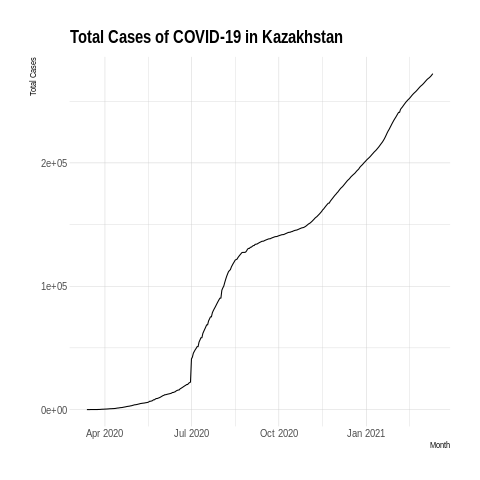 Total Cases of COVID-19 in Kazakhstan
Total Cases
2e+05
1e+05
0e+00
Apr 2020 Jul 2020 Oct 2020 Jan 2021
Month